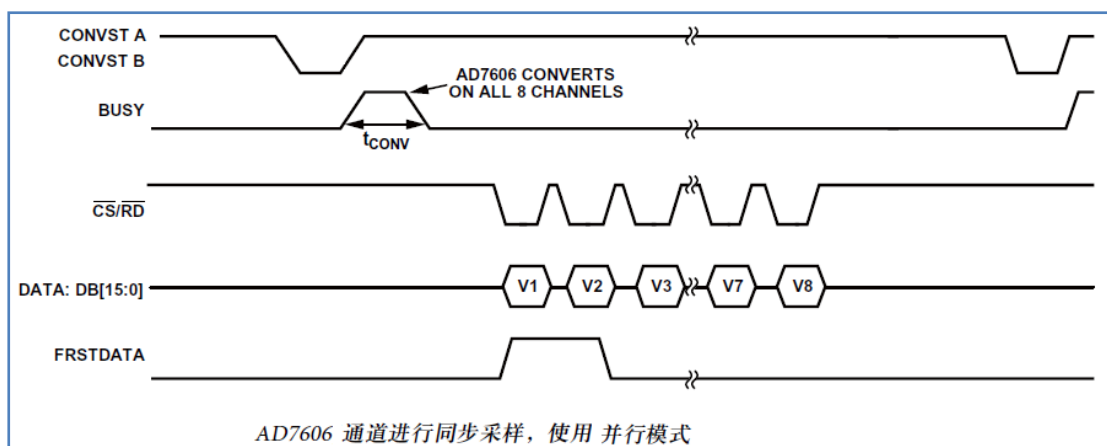 CONVST A
CONVST B
BUSY
AD7606 CONVERTS
ON ALL 8 CHANNELS
tCONV
CS/RD
DATA: DB[15:0]
V1 V2 V3 V7 V8
FRSTDATA
AD7606 通道进行同步采样，使用 并行模式